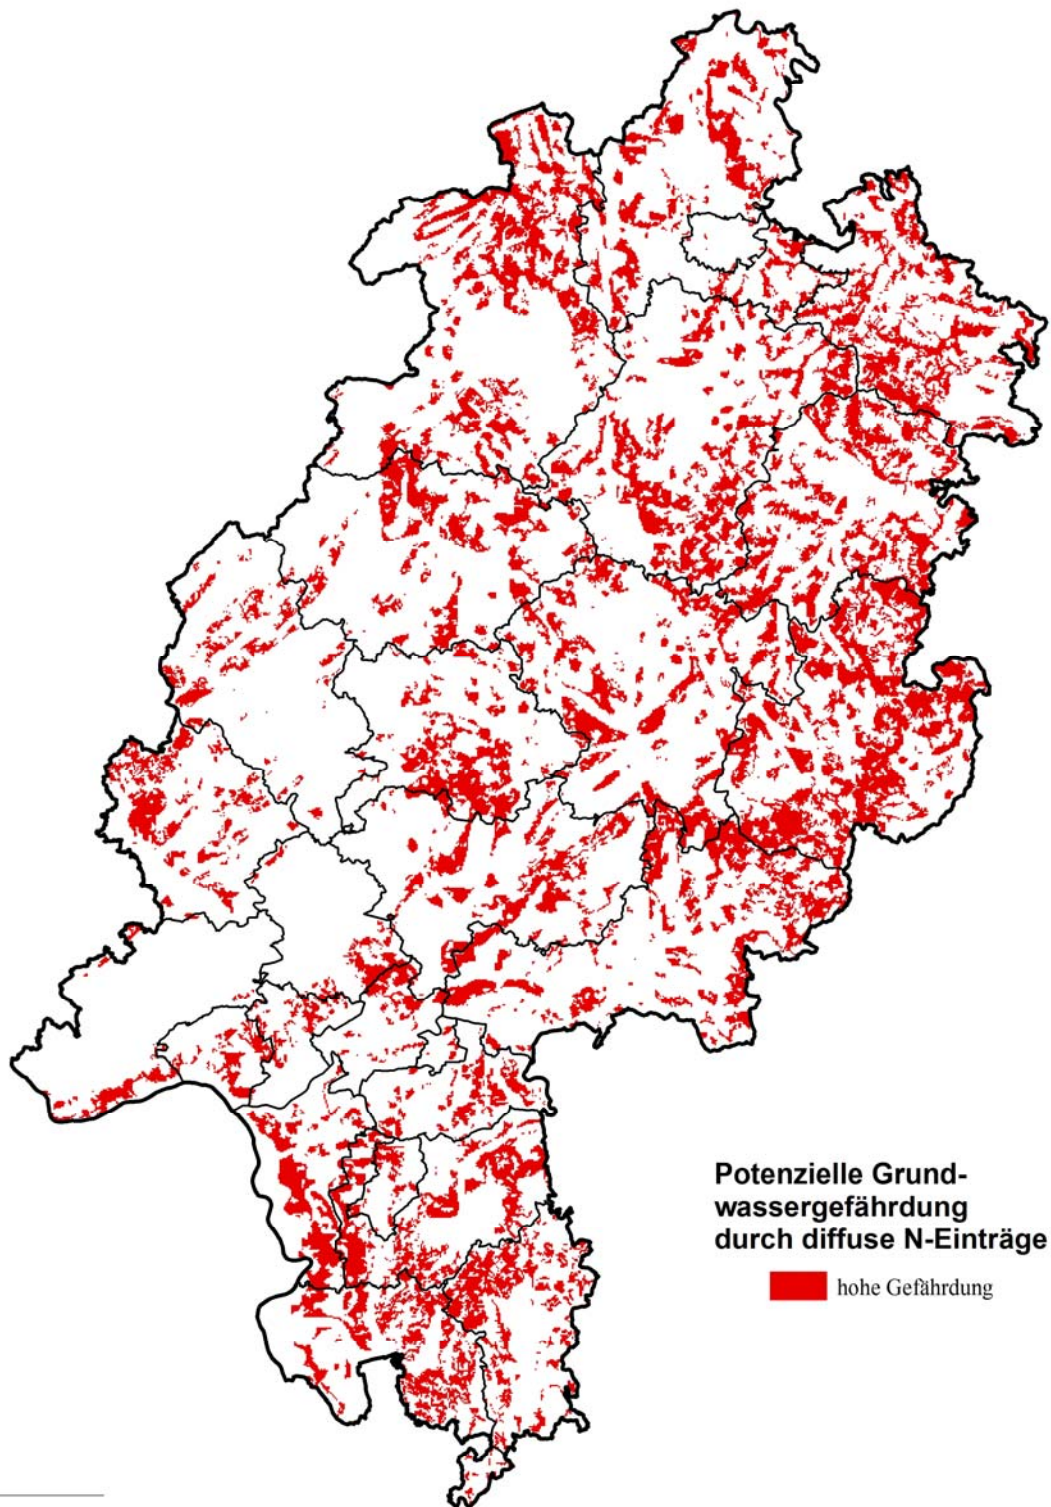 Potenzielle Grund-
wassergefährdung
durch diffuse N-Einträge
hohe Gefährdung